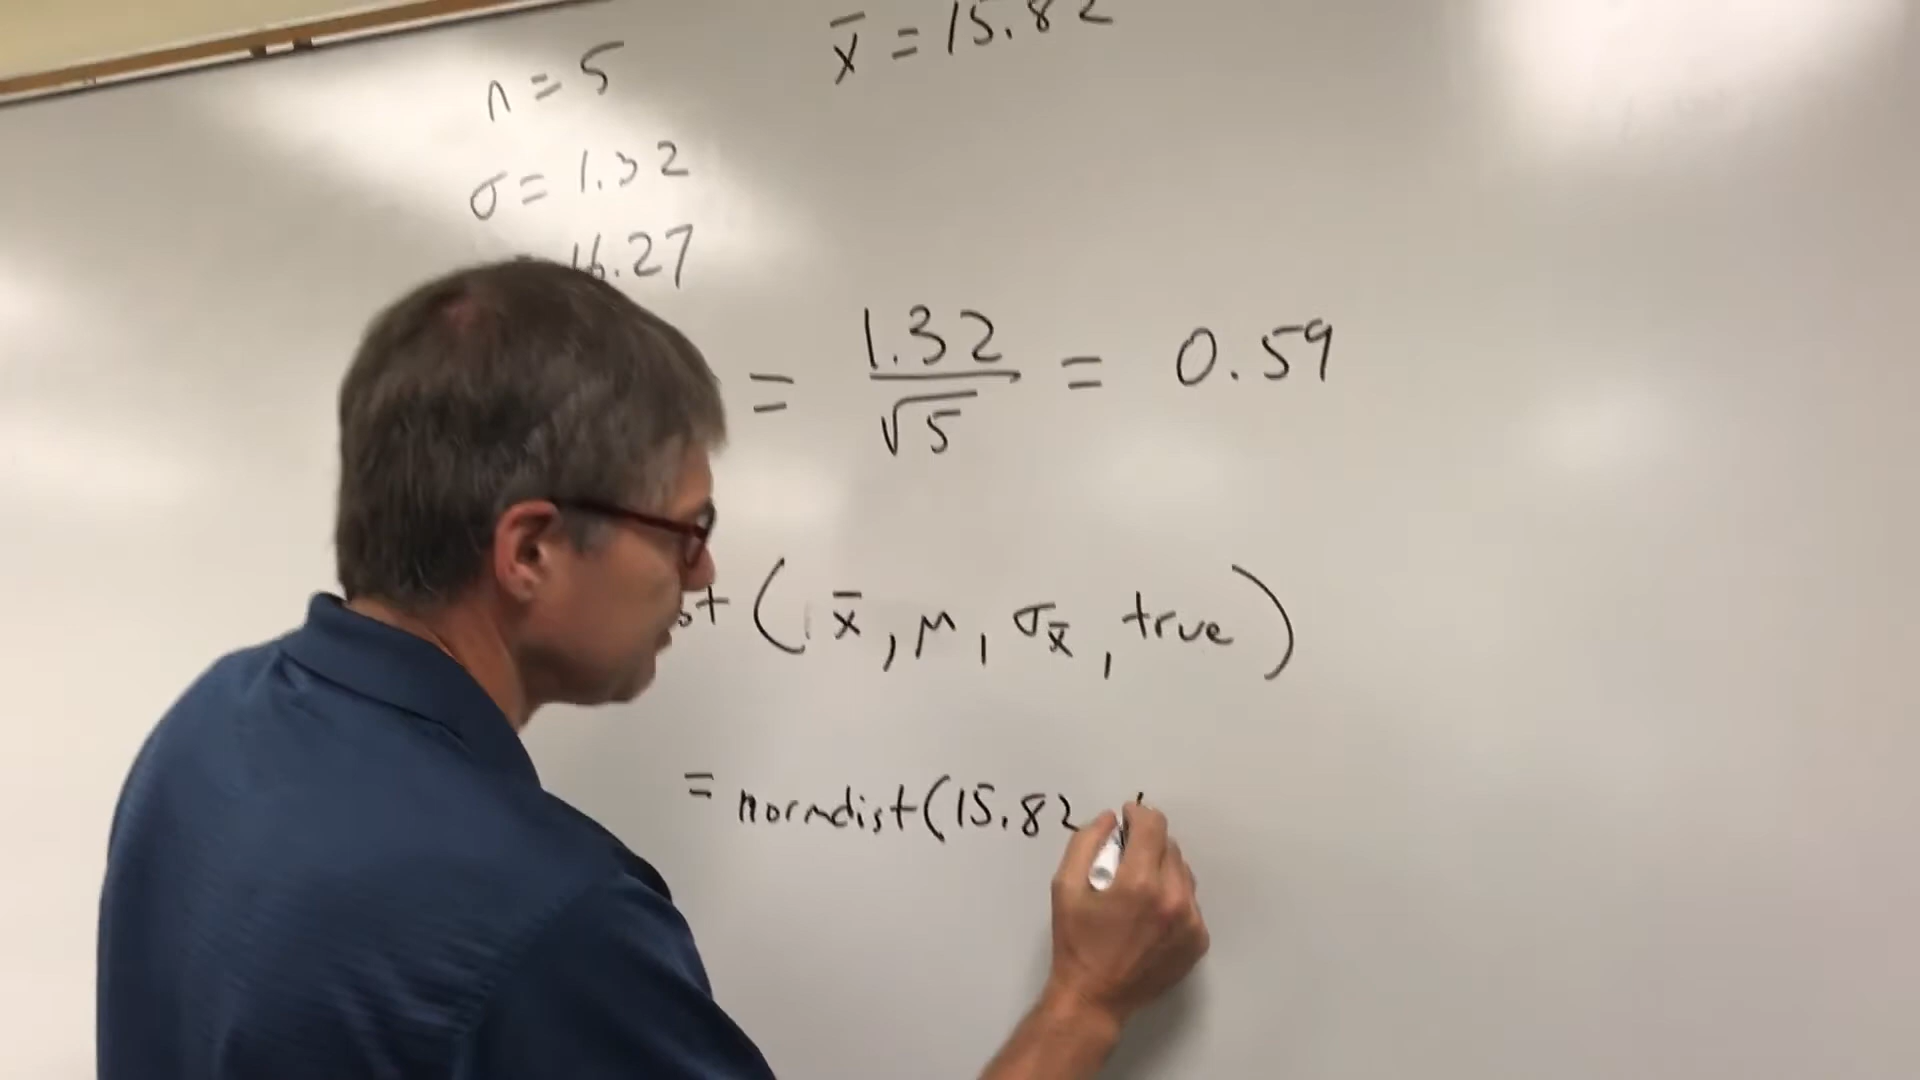 n = 5
x̄ = 15.82
σ = 1.32
16.27
= 1.32 / √5 = 0.59
st (x̄, μ, σx̄, true)
= normdist(15.82